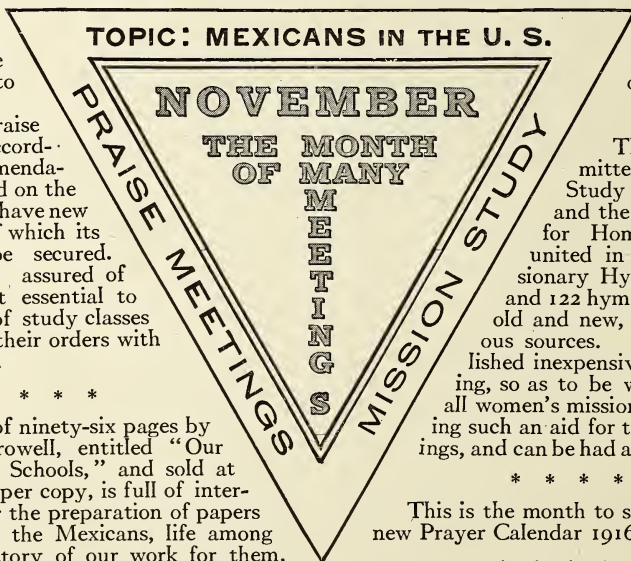 TOPIC: MEXICANS IN THE U. S.
PRAISE MEETINGS
MISSION STUDY
NOVEMBER
THE MONTH
OF MANY
MEETINGS
to
raise
ccord-
menda-
d on the
have new
f which its
be secured.
assured of
t essential to
of study classes
their orders with
* * *
of ninety-six pages by
rowell, entitled "Our
Schools," and sold at
per copy, is full of inter-
the preparation of papers
the Mexicans, life among
tory of our work for them.
mitte
Study
and the
for Hom
united in
sionary Hy
and 122 hym
old and new,
ous sources.
lished inexpensiv
ing, so as to be v
all women's mission
ing such an aid for t
ings, and can be had a
* * * *
This is the month to s
new Prayer Calendar 1916